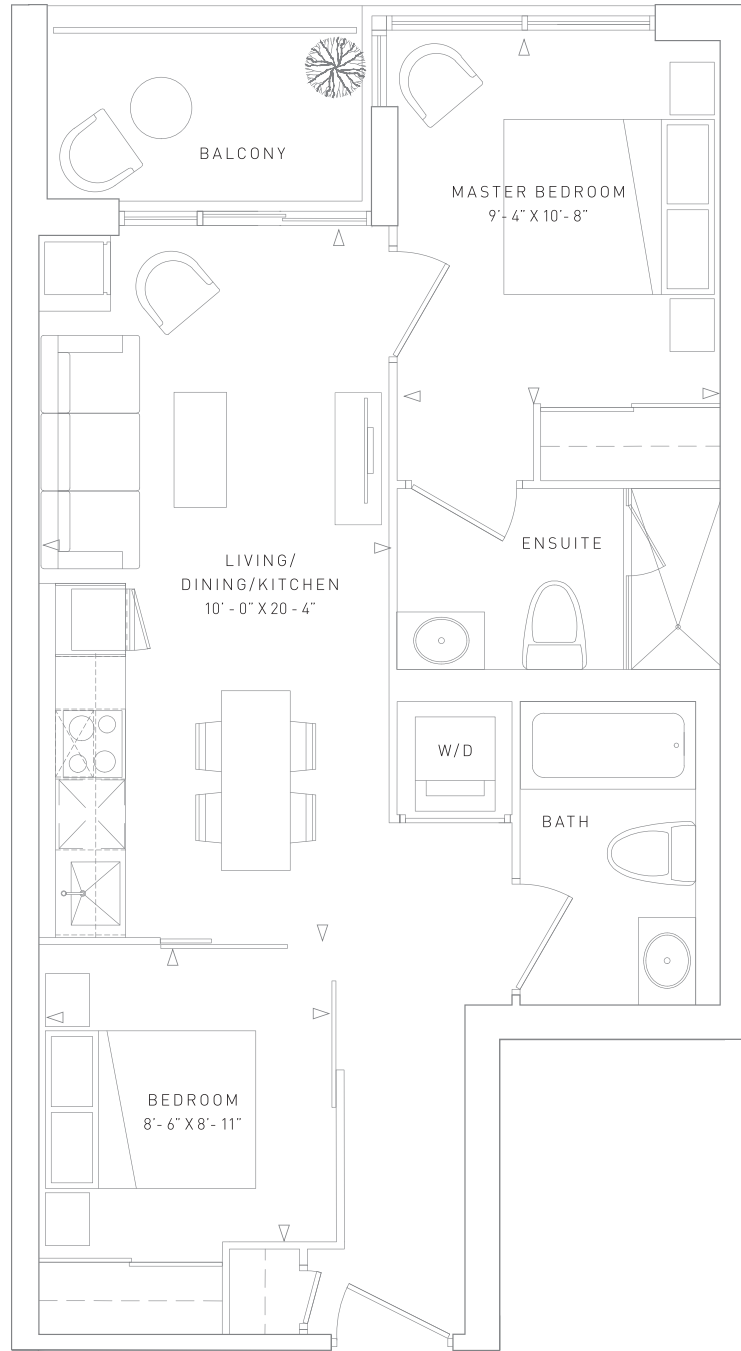 BALCONY
MASTER BEDROOM
9'- 4" X 10'- 8"
ENSUITE
LIVING/
DINING/KITCHEN
10' - 0" X 20 - 4"
W/D
BATH
BEDROOM
8'- 6" X 8'- 11"